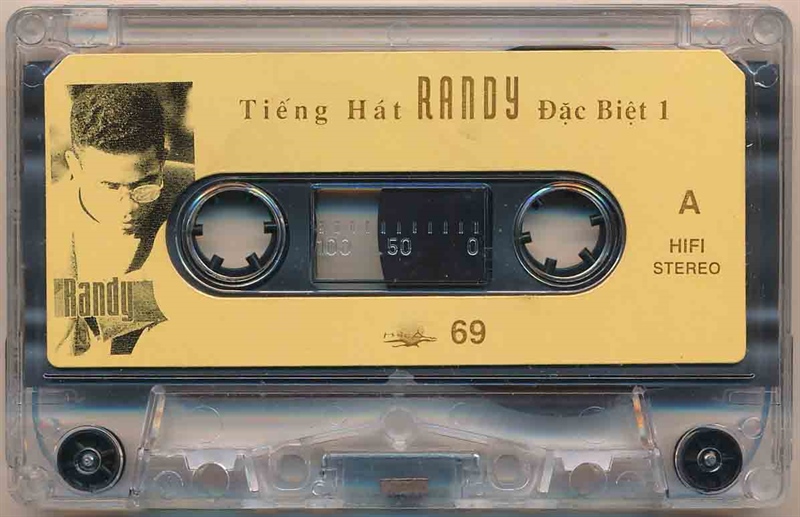 Tiếng Hát RANDY Đặc Biệt 1
Randy
A
HIFI
STEREO
100 50 0
69